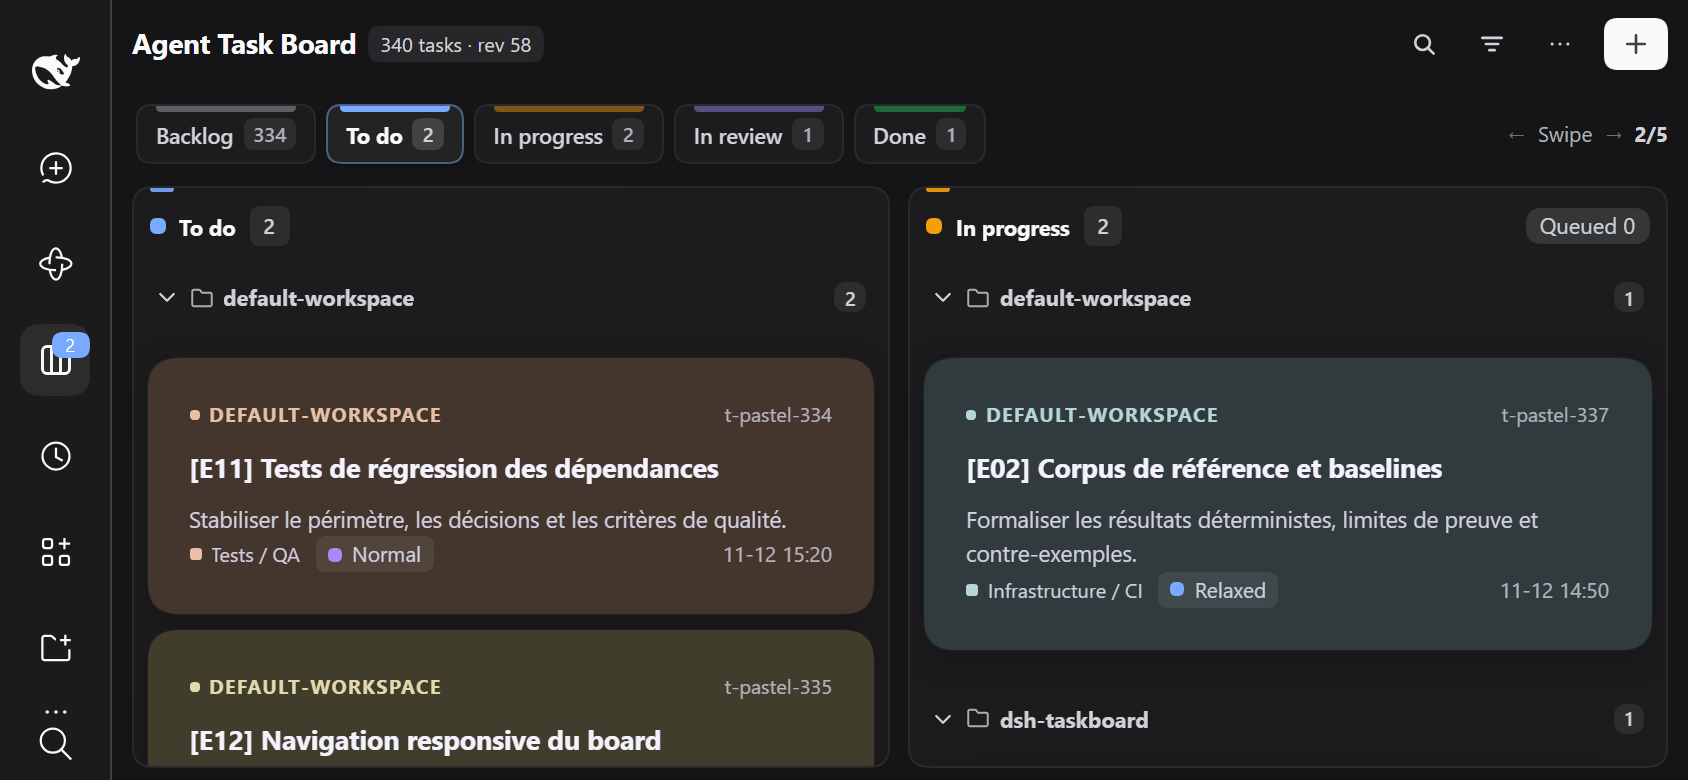 Agent Task Board
340 tasks · rev 58
Backlog 334
To do 2
In progress 2
In review 1
Done 1
← Swipe → 2/5
2
To do 2
default-workspace 2
DEFAULT-WORKSPACE t-pastel-334
[E11] Tests de régression des dépendances
Stabiliser le périmètre, les décisions et les critères de qualité.
Tests / QA Normal 11-12 15:20
DEFAULT-WORKSPACE t-pastel-335
[E12] Navigation responsive du board
In progress 2 Queued 0
default-workspace 1
DEFAULT-WORKSPACE t-pastel-337
[E02] Corpus de référence et baselines
Formaliser les résultats déterministes, limites de preuve et
contre-exemples.
Infrastructure / CI Relaxed 11-12 14:50
dsh-taskboard 1